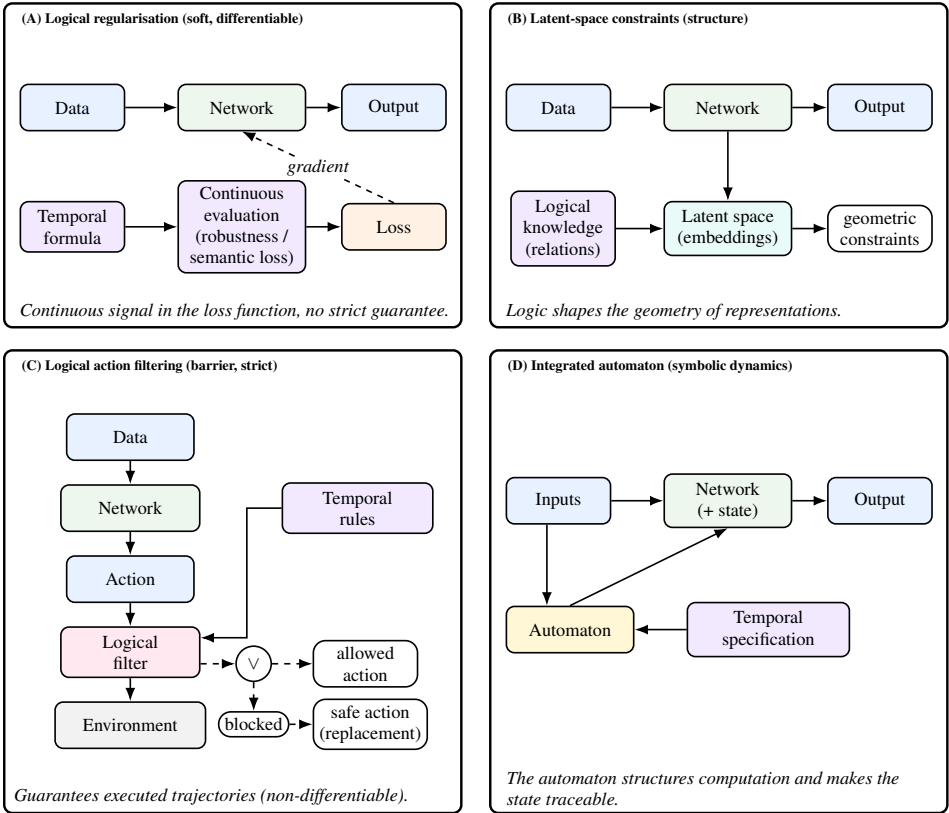 (A) Logical regularisation (soft, differentiable)
Data
Network
Output
gradient
Temporal
formula
Continuous
evaluation
(robustness /
semantic loss)
Loss
Continuous signal in the loss function, no strict guarantee.
(B) Latent-space constraints (structure)
Data
Network
Output
Logical
knowledge
(relations)
Latent space
(embeddings)
geometric
constraints
Logic shapes the geometry of representations.
(C) Logical action filtering (barrier, strict)
Data
Network
Temporal
rules
Action
Logical
filter
∨
allowed
action
Environment
blocked
safe action
(replacement)
Guarantees executed trajectories (non-differentiable).
(D) Integrated automaton (symbolic dynamics)
Inputs
Network
(+ state)
Output
Automaton
Temporal
specification
The automaton structures computation and makes the
state traceable.